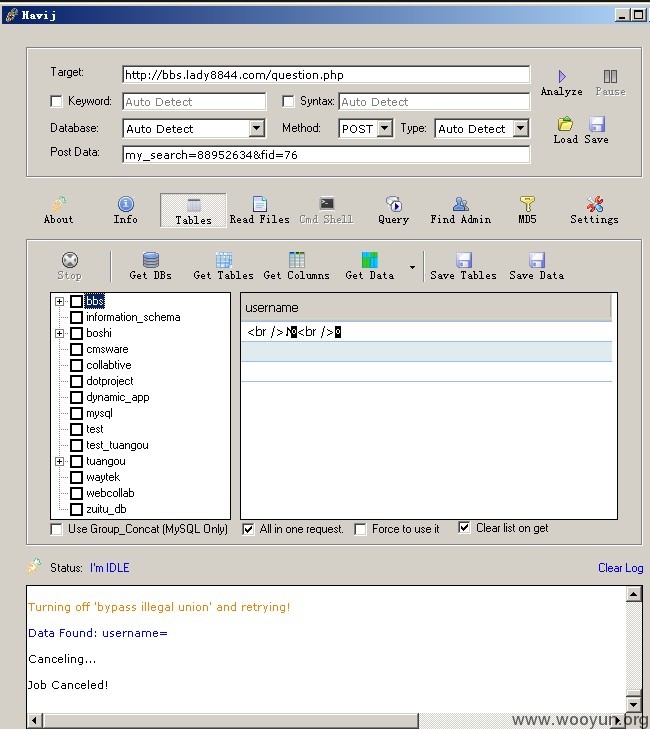 Havij
Target: http://bbs.lady8844.com/question.php
Analyze Pause
Keyword: Auto Detect Syntax: Auto Detect
Database: Auto Detect Method: POST Type: Auto Detect
Load Save
Post Data: my_search=88952634&fid=76
About Info Tables Read Files Cmd Shell Query Find Admin MD5 Settings
Stop Get DBs Get Tables Get Columns Get Data Save Tables Save Data
bbs
information_schema
boshi
cmsware
collabtive
dotproject
dynamic_app
mysql
test
test_tuangou
tuangou
waytek
webcollab
zuitu_db
username
<br />♪◘<br />◘
Use Group_Concat (MySQL Only) All in one request. Force to use it Clear list on get
Status: I'm IDLE Clear Log
Turning off 'bypass illegal union' and retrying!
Data Found: username=
Canceling...
Job Canceled!
www.wooyun.org